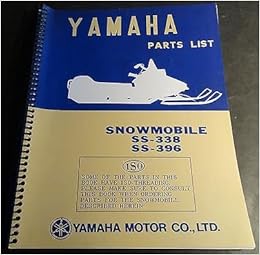 YAMAHA
PARTS LIST
SNOWMOBILE
SS-338
SS-396
ISO
SOME OF THE PARTS IN THIS
BOOK HAVE ISO THREADING
PLEASE MAKE SURE TO CONSULT
THIS BOOK WHEN ORDERING
PARTS FOR THE SNOWMOBILE
DESCRIBED HEREIN
YAMAHA MOTOR CO., LTD.